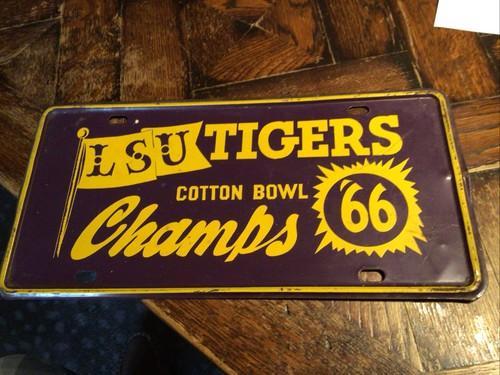 LSU TIGERS
COTTON BOWL
Champs '66